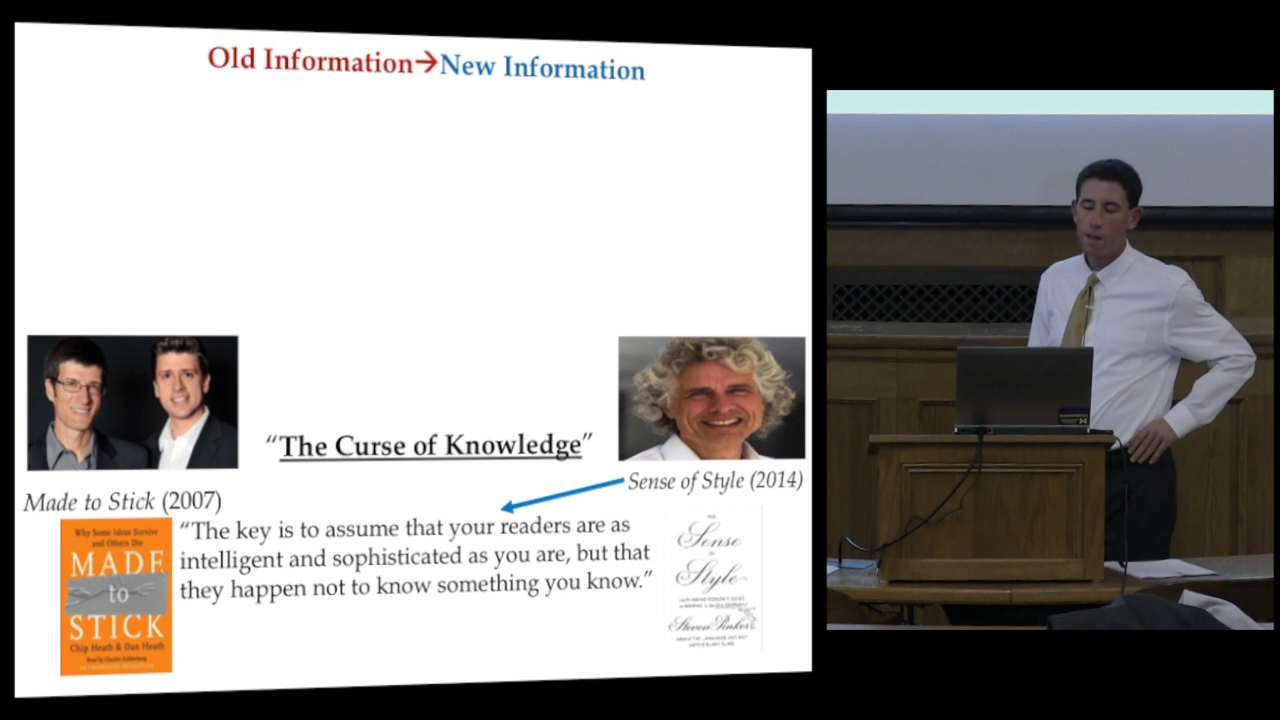 Old Information→New Information
"The Curse of Knowledge"
Made to Stick (2007)
Sense of Style (2014)
"The key is to assume that your readers are as
intelligent and sophisticated as you are, but that
they happen not to know something you know."
Why Some Ideas Survive
and Others Die
MADE
to
STICK
Chip Heath & Dan Heath
THE
Sense
of
Style
Steven Pinker